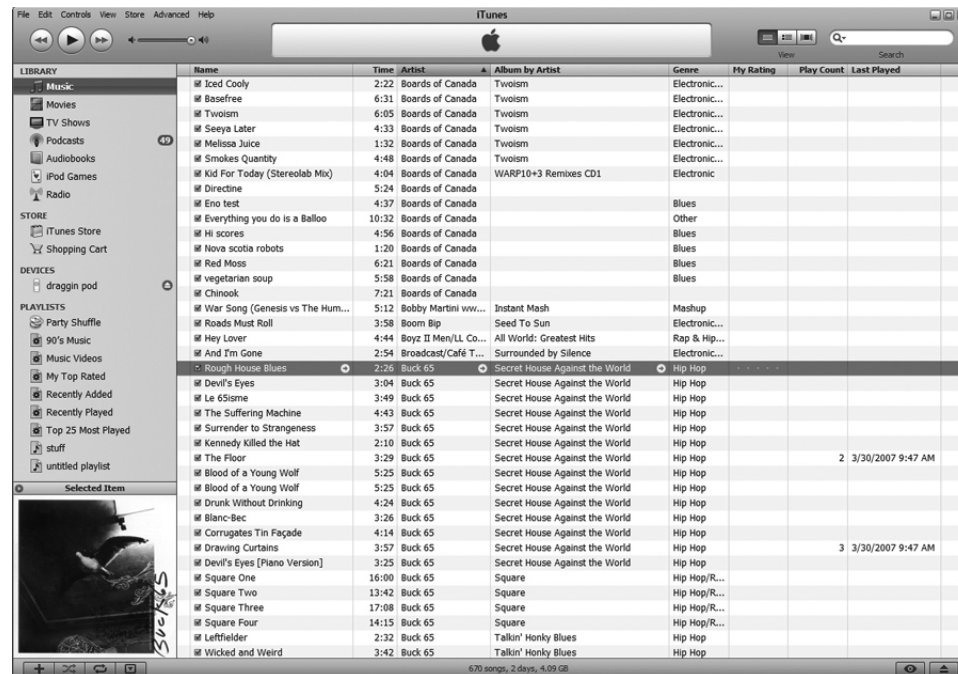 File Edit Controls View Store Advanced Help
iTunes
Q-
View Search
LIBRARY
Music
Movies
TV Shows
Podcasts 49
Audiobooks
iPod Games
Radio
STORE
iTunes Store
Shopping Cart
DEVICES
draggin pod
PLAYLISTS
Party Shuffle
90's Music
Music Videos
My Top Rated
Recently Added
Recently Played
Top 25 Most Played
stuff
untitled playlist
Selected Item
Buck 65
Name Time Artist Album by Artist Genre My Rating Play Count Last Played
Iced Cooly 2:22 Boards of Canada Twoism Electronic...
Basefree 6:31 Boards of Canada Twoism Electronic...
Twoism 6:05 Boards of Canada Twoism Electronic...
Seeya Later 4:33 Boards of Canada Twoism Electronic...
Melissa Juice 1:32 Boards of Canada Twoism Electronic...
Smokes Quantity 4:48 Boards of Canada Twoism Electronic...
Kid For Today (Stereolab Mix) 4:04 Boards of Canada WARP10+3 Remixes CD1 Electronic
Directine 5:24 Boards of Canada
Eno test 4:37 Boards of Canada Blues
Everything you do is a Balloo 10:32 Boards of Canada Other
Hi scores 4:56 Boards of Canada Blues
Nova scotia robots 1:20 Boards of Canada Blues
Red Moss 6:21 Boards of Canada Blues
vegetarian soup 5:58 Boards of Canada Blues
Chinook 7:21 Boards of Canada
War Song (Genesis vs The Hum... 5:12 Bobby Martini ww... Instant Mash Mashup
Roads Must Roll 3:58 Boom Bip Seed To Sun Electronic...
Hey Lover 4:44 Boyz II Men/LL Co... All World: Greatest Hits Rap & Hip...
And I'm Gone 2:54 Broadcast/Café T... Surrounded by Silence Electronic...
Rough House Blues 2:26 Buck 65 Secret House Against the World Hip Hop
Devil's Eyes 3:04 Buck 65 Secret House Against the World Hip Hop
Le 65isme 3:49 Buck 65 Secret House Against the World Hip Hop
The Suffering Machine 4:43 Buck 65 Secret House Against the World Hip Hop
Surrender to Strangeness 3:57 Buck 65 Secret House Against the World Hip Hop
Kennedy Killed the Hat 2:10 Buck 65 Secret House Against the World Hip Hop
The Floor 3:29 Buck 65 Secret House Against the World Hip Hop 2 3/30/2007 9:47 AM
Blood of a Young Wolf 5:25 Buck 65 Secret House Against the World Hip Hop
Blood of a Young Wolf 5:25 Buck 65 Secret House Against the World Hip Hop
Drunk Without Drinking 4:24 Buck 65 Secret House Against the World Hip Hop
Blanc-Bec 3:26 Buck 65 Secret House Against the World Hip Hop
Corrugates Tin Façade 4:14 Buck 65 Secret House Against the World Hip Hop
Drawing Curtains 3:57 Buck 65 Secret House Against the World Hip Hop 3 3/30/2007 9:47 AM
Devil's Eyes [Piano Version] 3:25 Buck 65 Secret House Against the World Hip Hop
Square One 16:00 Buck 65 Square Hip Hop/R...
Square Two 13:42 Buck 65 Square Hip Hop/R...
Square Three 17:08 Buck 65 Square Hip Hop/R...
Square Four 14:15 Buck 65 Square Hip Hop/R...
Leftfielder 2:32 Buck 65 Talkin' Honky Blues Hip Hop
Wicked and Weird 3:42 Buck 65 Talkin' Honky Blues Hip Hop
670 songs, 2 days, 4.09 GB